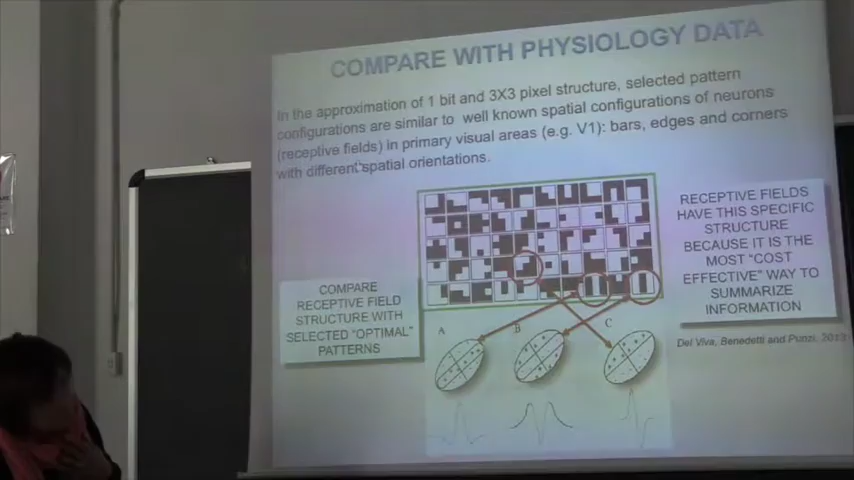 COMPARE WITH PHYSIOLOGY DATA
In the approximation of 1 bit and 3X3 pixel structure, selected pattern
configurations are similar to well known spatial configurations of neurons
(receptive fields) in primary visual areas (e.g. V1): bars, edges and corners
with different spatial orientations.
RECEPTIVE FIELDS
HAVE THIS SPECIFIC
STRUCTURE
BECAUSE IT IS THE
MOST "COST
EFFECTIVE" WAY TO
SUMMARIZE
INFORMATION
COMPARE
RECEPTIVE FIELD
STRUCTURE WITH
SELECTED "OPTIMAL"
PATTERNS
A B C
Del Viva, Benedetti and Punzi, 2013